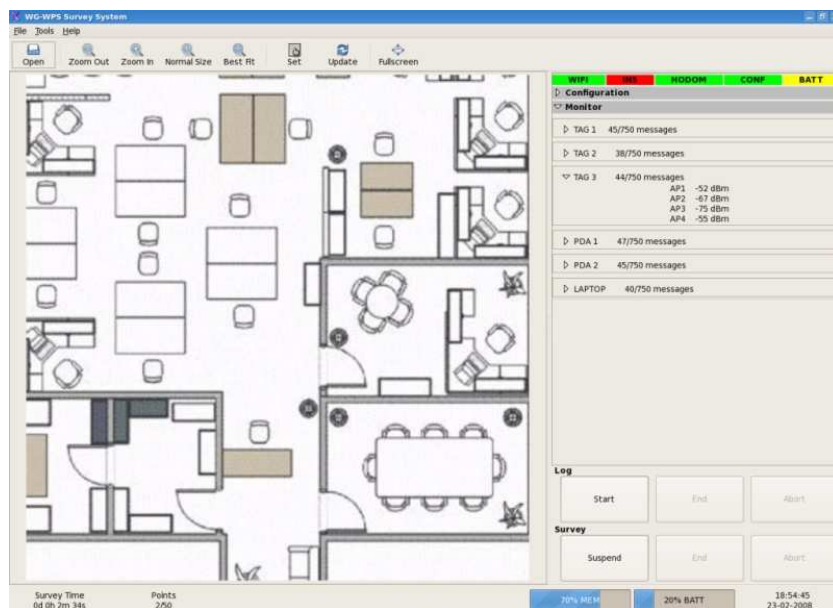 WG-WPS Survey System
File Tools Help
Open Zoom Out Zoom In Normal Size Best Fit Set Update Fullscreen
WIFI INS NODOM CONF BATT
Configuration
Monitor
TAG 1 45/750 messages
TAG 2 38/750 messages
TAG 3 44/750 messages
AP1 -52 dBm
AP2 -67 dBm
AP3 -75 dBm
AP4 -55 dBm
PDA 1 47/750 messages
PDA 2 45/750 messages
LAPTOP 40/750 messages
Log
Start End Abort
Survey
Suspend End Abort
Survey Time Points 70% MEM 20% BATT 18:54:45
0d 0h 2m 34s 2/50 23-02-2008